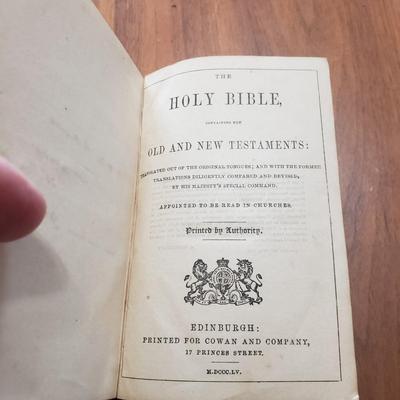 THE
HOLY BIBLE,
CONTAINING THE
OLD AND NEW TESTAMENTS:
TRANSLATED OUT OF THE ORIGINAL TONGUES; AND WITH THE FORMER
TRANSLATIONS DILIGENTLY COMPARED AND REVISED,
BY HIS MAJESTY'S SPECIAL COMMAND.
APPOINTED TO BE READ IN CHURCHES.
Printed by Authority.
EDINBURGH:
PRINTED FOR COWAN AND COMPANY,
17 PRINCES STREET.
M.DCCC.LV.